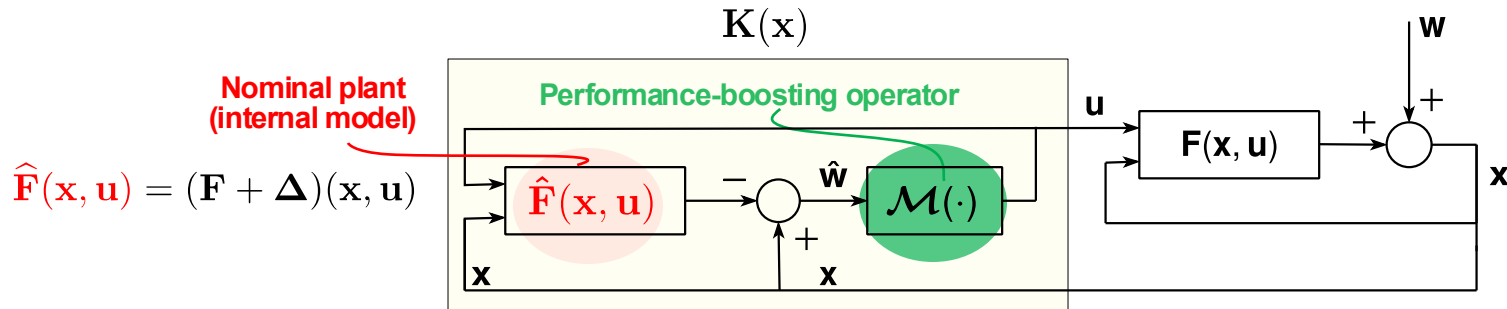 K(x)
w
Nominal plant
(internal model)
Performance-boosting operator
u
+
+
F(x, u)
F̂(x, u) = (F + Δ)(x, u)
F̂(x, u)
−
ŵ
M(·)
x
+
x
x